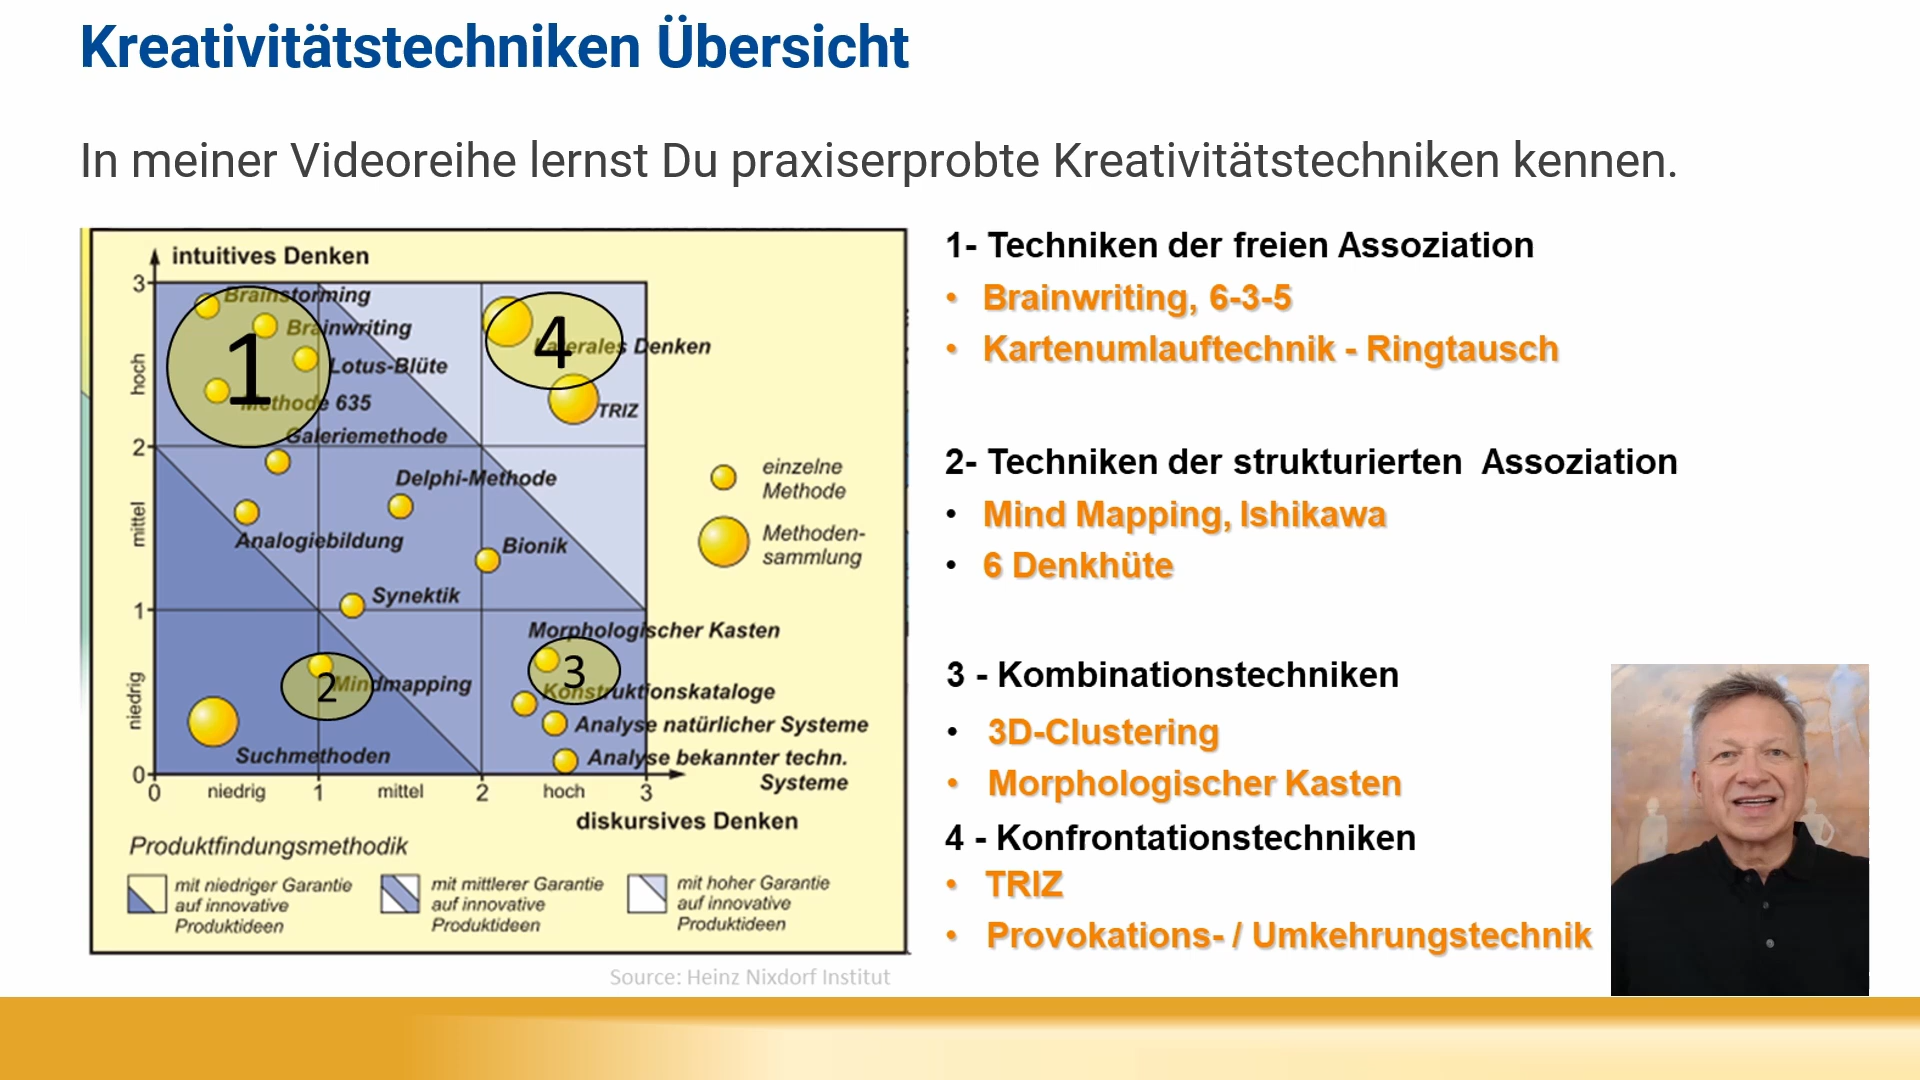 Kreativitätstechniken Übersicht
In meiner Videoreihe lernst Du praxiserprobte Kreativitätstechniken kennen.
intuitives Denken
3
Brainstorming
Brainwriting
Lotus-Blüte
Methode 635
1
4
Laterales Denken
TRIZ
hoch
Galeriemethode
2
Delphi-Methode
mittel
Analogiebildung
Bionik
Synektik
1
Morphologischer Kasten
3
2
Mindmapping
Konstruktionskataloge
niedrig
Analyse natürlicher Systeme
Suchmethoden
Analyse bekannter techn.
Systeme
0
0 niedrig 1 mittel 2 hoch 3
diskursives Denken
einzelne
Methode
Methoden-
sammlung
Produktfindungsmethodik
mit niedriger Garantie
auf innovative
Produktideen
mit mittlerer Garantie
auf innovative
Produktideen
mit hoher Garantie
auf innovative
Produktideen
Source: Heinz Nixdorf Institut
1- Techniken der freien Assoziation
• Brainwriting, 6-3-5
• Kartenumlauftechnik - Ringtausch
2- Techniken der strukturierten Assoziation
• Mind Mapping, Ishikawa
• 6 Denkhüte
3 - Kombinationstechniken
• 3D-Clustering
• Morphologischer Kasten
4 - Konfrontationstechniken
• TRIZ
• Provokations- / Umkehrungstechnik